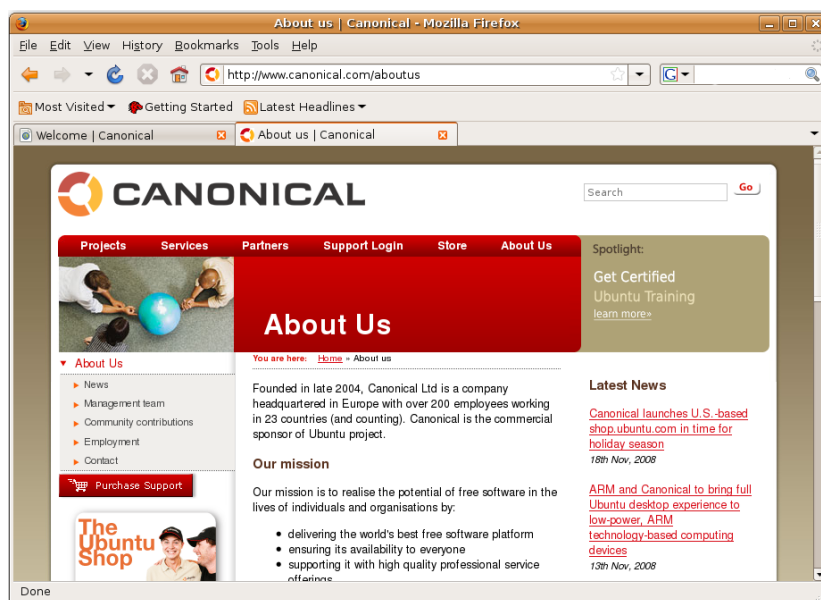 About us | Canonical - Mozilla Firefox
File Edit View History Bookmarks Tools Help
http://www.canonical.com/aboutus
G
Most Visited Getting Started Latest Headlines
Welcome | Canonical
About us | Canonical
CANONICAL
Search
Go
Projects Services Partners Support Login Store About Us
Spotlight:
Get Certified
Ubuntu Training
learn more»
About Us
You are here: Home » About us
About Us
News
Management team
Community contributions
Employment
Contact
Purchase Support
The
Ubuntu
Shop
Founded in late 2004, Canonical Ltd is a company
headquartered in Europe with over 200 employees working
in 23 countries (and counting). Canonical is the commercial
sponsor of Ubuntu project.
Our mission
Our mission is to realise the potential of free software in the
lives of individuals and organisations by:
• delivering the world's best free software platform
• ensuring its availability to everyone
• supporting it with high quality professional service
offerings
Latest News
Canonical launches U.S.-based
shop.ubuntu.com in time for
holiday season
18th Nov, 2008
ARM and Canonical to bring full
Ubuntu desktop experience to
low-power, ARM
technology-based computing
devices
13th Nov, 2008
Done